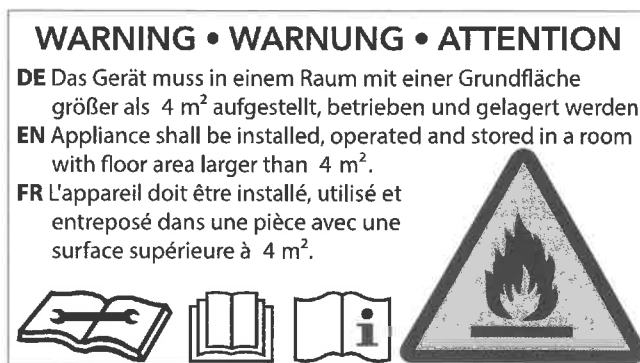 WARNING • WARNUNG • ATTENTION
DE Das Gerät muss in einem Raum mit einer Grundfläche
größer als 4 m² aufgestellt, betrieben und gelagert werden
EN Appliance shall be installed, operated and stored in a room
with floor area larger than 4 m².
FR L'appareil doit être installé, utilisé et
entreposé dans une pièce avec une
surface supérieure à 4 m².
i